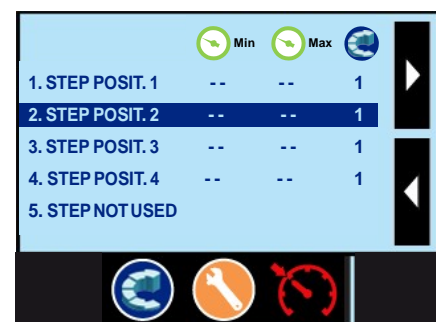 Min Max
1. STEP POSIT. 1 -- -- 1
2. STEP POSIT. 2 -- -- 1
3. STEP POSIT. 3 -- -- 1
4. STEP POSIT. 4 -- -- 1
5. STEP NOT USED